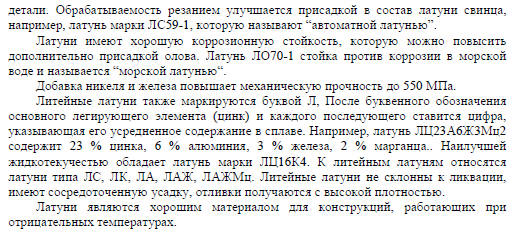 детали. Обрабатываемость резанием улучшается присадкой в состав латуни свинца,
например, латунь марки ЛС59-1, которую называют “автоматной латунью”.
Латуни имеют хорошую коррозионную стойкость, которую можно повысить
дополнительно присадкой олова. Латунь ЛО70-1 стойка против коррозии в морской
воде и называется “морской латунью“.
Добавка никеля и железа повышает механическую прочность до 550 МПа.
Литейные латуни также маркируются буквой Л, После буквенного обозначения
основного легирующего элемента (цинк) и каждого последующего ставится цифра,
указывающая его усредненное содержание в сплаве. Например, латунь ЛЦ23А6Ж3Мц2
содержит 23 % цинка, 6 % алюминия, 3 % железа, 2 % марганца.. Наилучшей
жидкотекучестью обладает латунь марки ЛЦ16К4. К литейным латуням относятся
латуни типа ЛС, ЛК, ЛА, ЛАЖ, ЛАЖМц. Литейные латуни не склонны к ликвации,
имеют сосредоточенную усадку, отливки получаются с высокой плотностью.
Латуни являются хорошим материалом для конструкций, работающих при
отрицательных температурах.